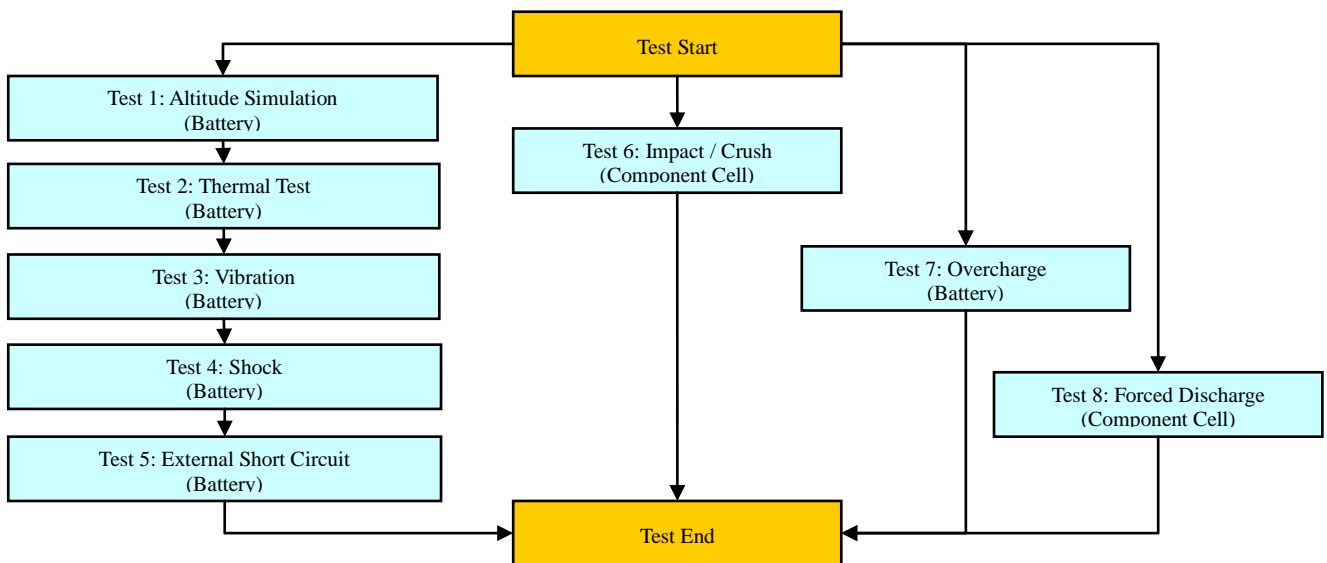 Test Start
Test 1: Altitude Simulation
(Battery)
Test 2: Thermal Test
(Battery)
Test 3: Vibration
(Battery)
Test 4: Shock
(Battery)
Test 5: External Short Circuit
(Battery)
Test 6: Impact / Crush
(Component Cell)
Test 7: Overcharge
(Battery)
Test 8: Forced Discharge
(Component Cell)
Test End